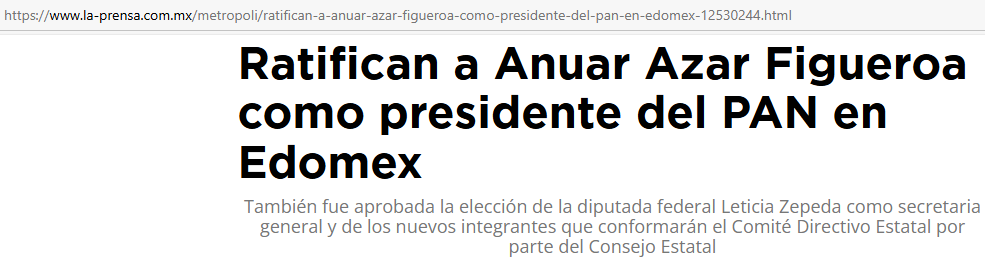 https://www.la-prensa.com.mx/metropoli/ratifican-a-anuar-azar-figueroa-como-presidente-del-pan-en-edomex-12530244.html
Ratifican a Anuar Azar Figueroa
como presidente del PAN en
Edomex
También fue aprobada la elección de la diputada federal Leticia Zepeda como secretaria
general y de los nuevos integrantes que conformarán el Comité Directivo Estatal por
parte del Consejo Estatal